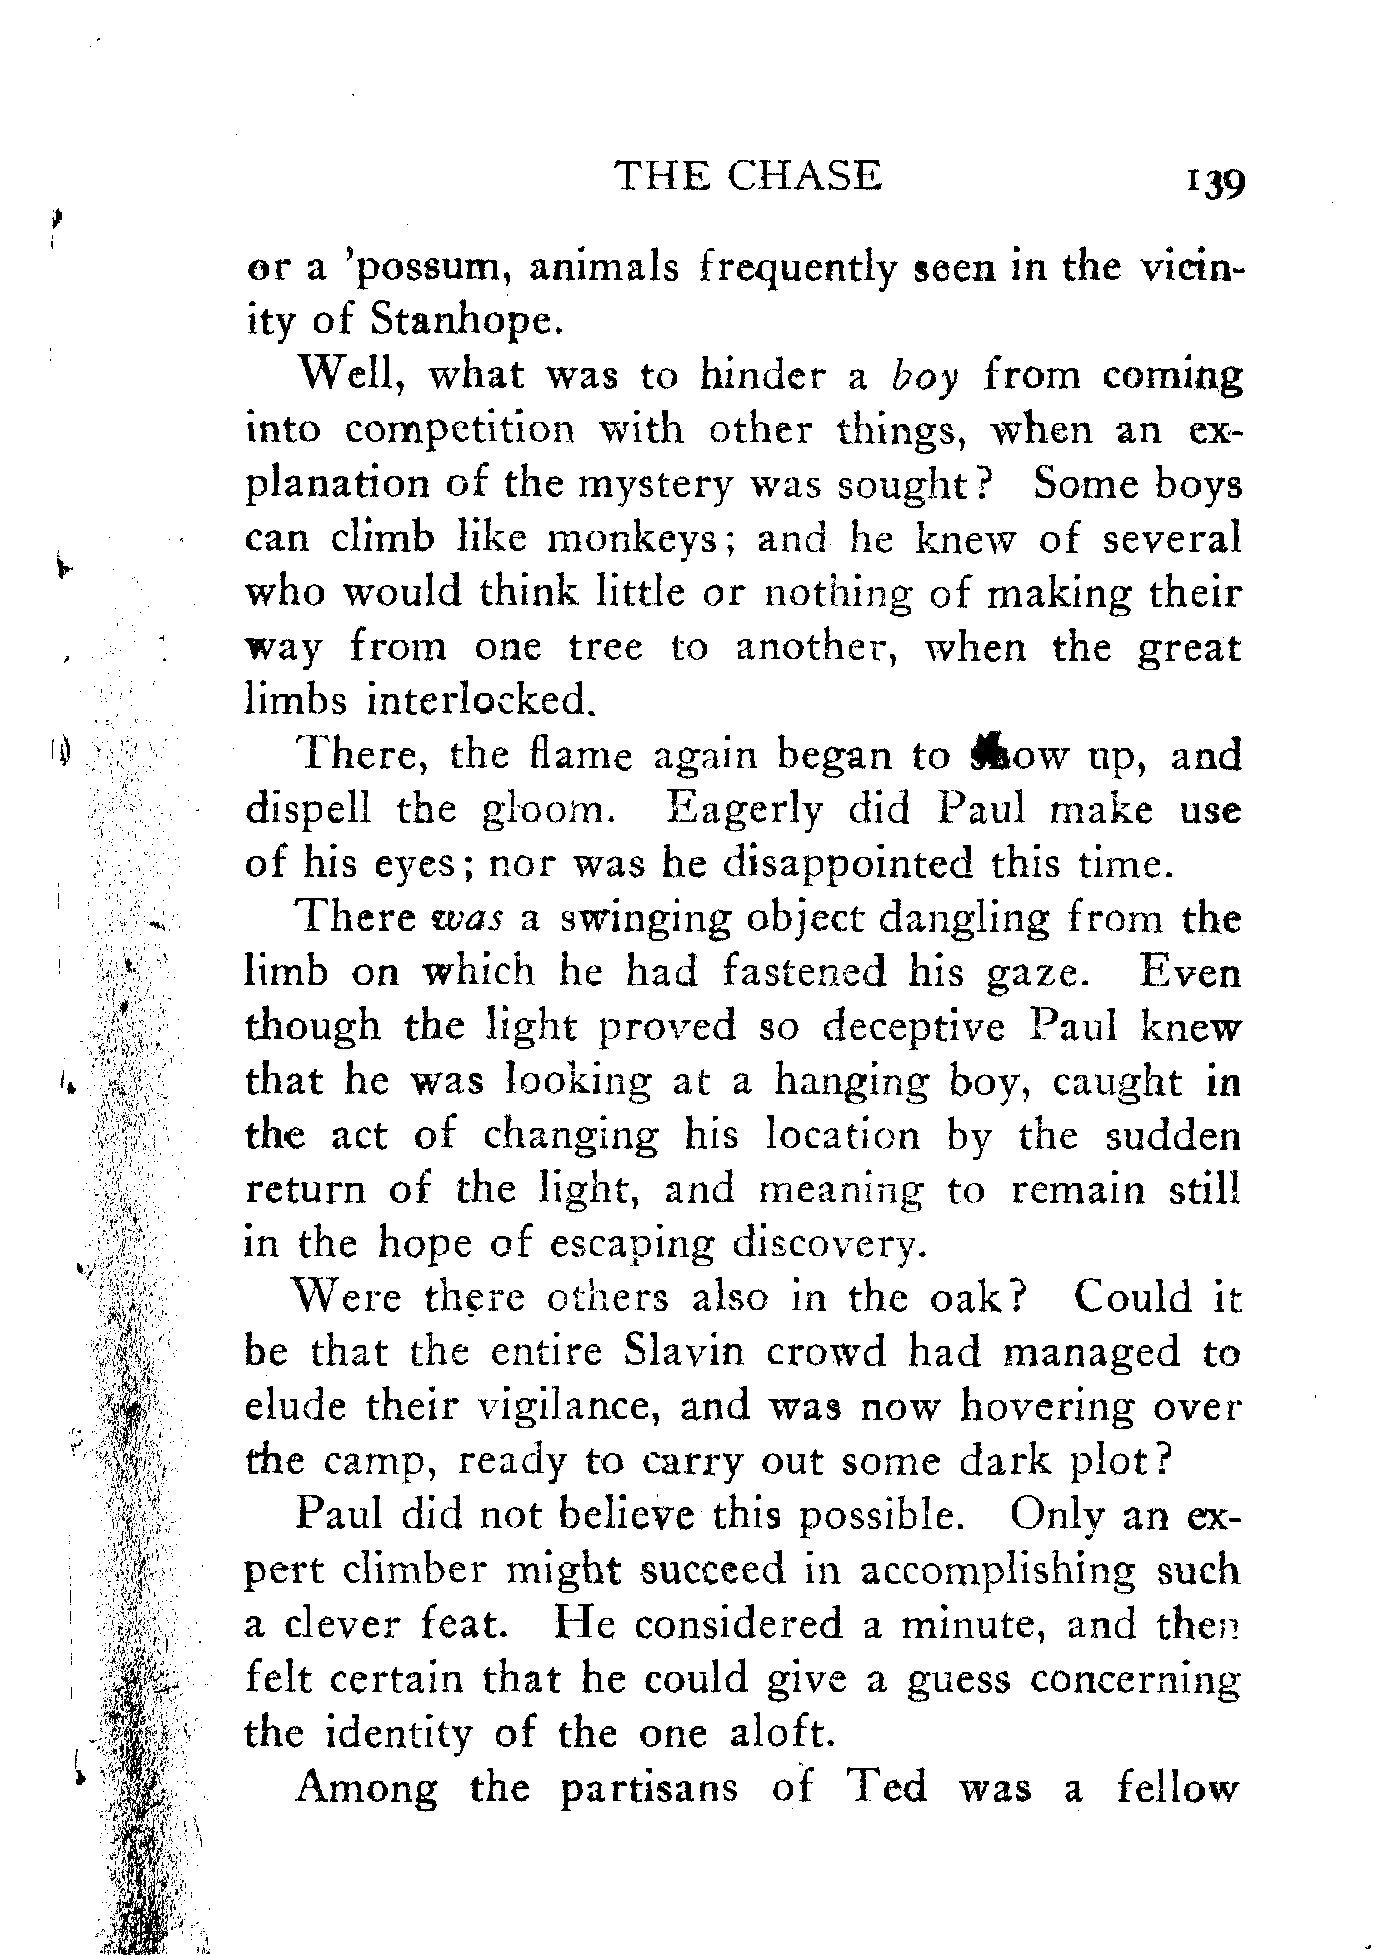 THE CHASE 139
or a 'possum, animals frequently seen in the vicin-
ity of Stanhope.
Well, what was to hinder a boy from coming
into competition with other things, when an ex-
planation of the mystery was sought? Some boys
can climb like monkeys; and he knew of several
who would think little or nothing of making their
way from one tree to another, when the great
limbs interlocked.
There, the flame again began to show up, and
dispell the gloom. Eagerly did Paul make use
of his eyes; nor was he disappointed this time.
There was a swinging object dangling from the
limb on which he had fastened his gaze. Even
though the light proved so deceptive Paul knew
that he was looking at a hanging boy, caught in
the act of changing his location by the sudden
return of the light, and meaning to remain still
in the hope of escaping discovery.
Were there others also in the oak? Could it
be that the entire Slavin crowd had managed to
elude their vigilance, and was now hovering over
the camp, ready to carry out some dark plot?
Paul did not believe this possible. Only an ex-
pert climber might succeed in accomplishing such
a clever feat. He considered a minute, and then
felt certain that he could give a guess concerning
the identity of the one aloft.
Among the partisans of Ted was a fellow